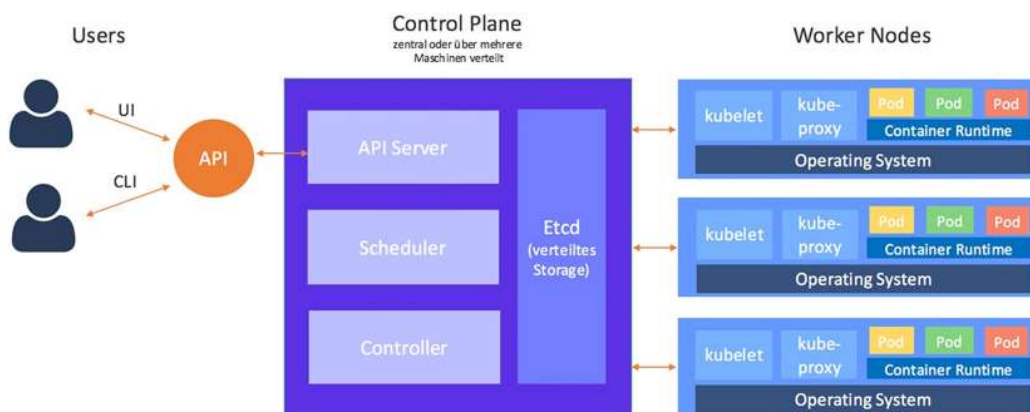 Users
Control Plane
zentral oder über mehrere
Maschinen verteilt
Worker Nodes
UI
CLI
API
API Server
Scheduler
Controller
Etcd
(verteiltes
Storage)
kubelet
kube-
proxy
Pod
Pod
Pod
Container Runtime
Operating System
kubelet
kube-
proxy
Pod
Pod
Pod
Container Runtime
Operating System
kubelet
kube-
proxy
Pod
Pod
Pod
Container Runtime
Operating System